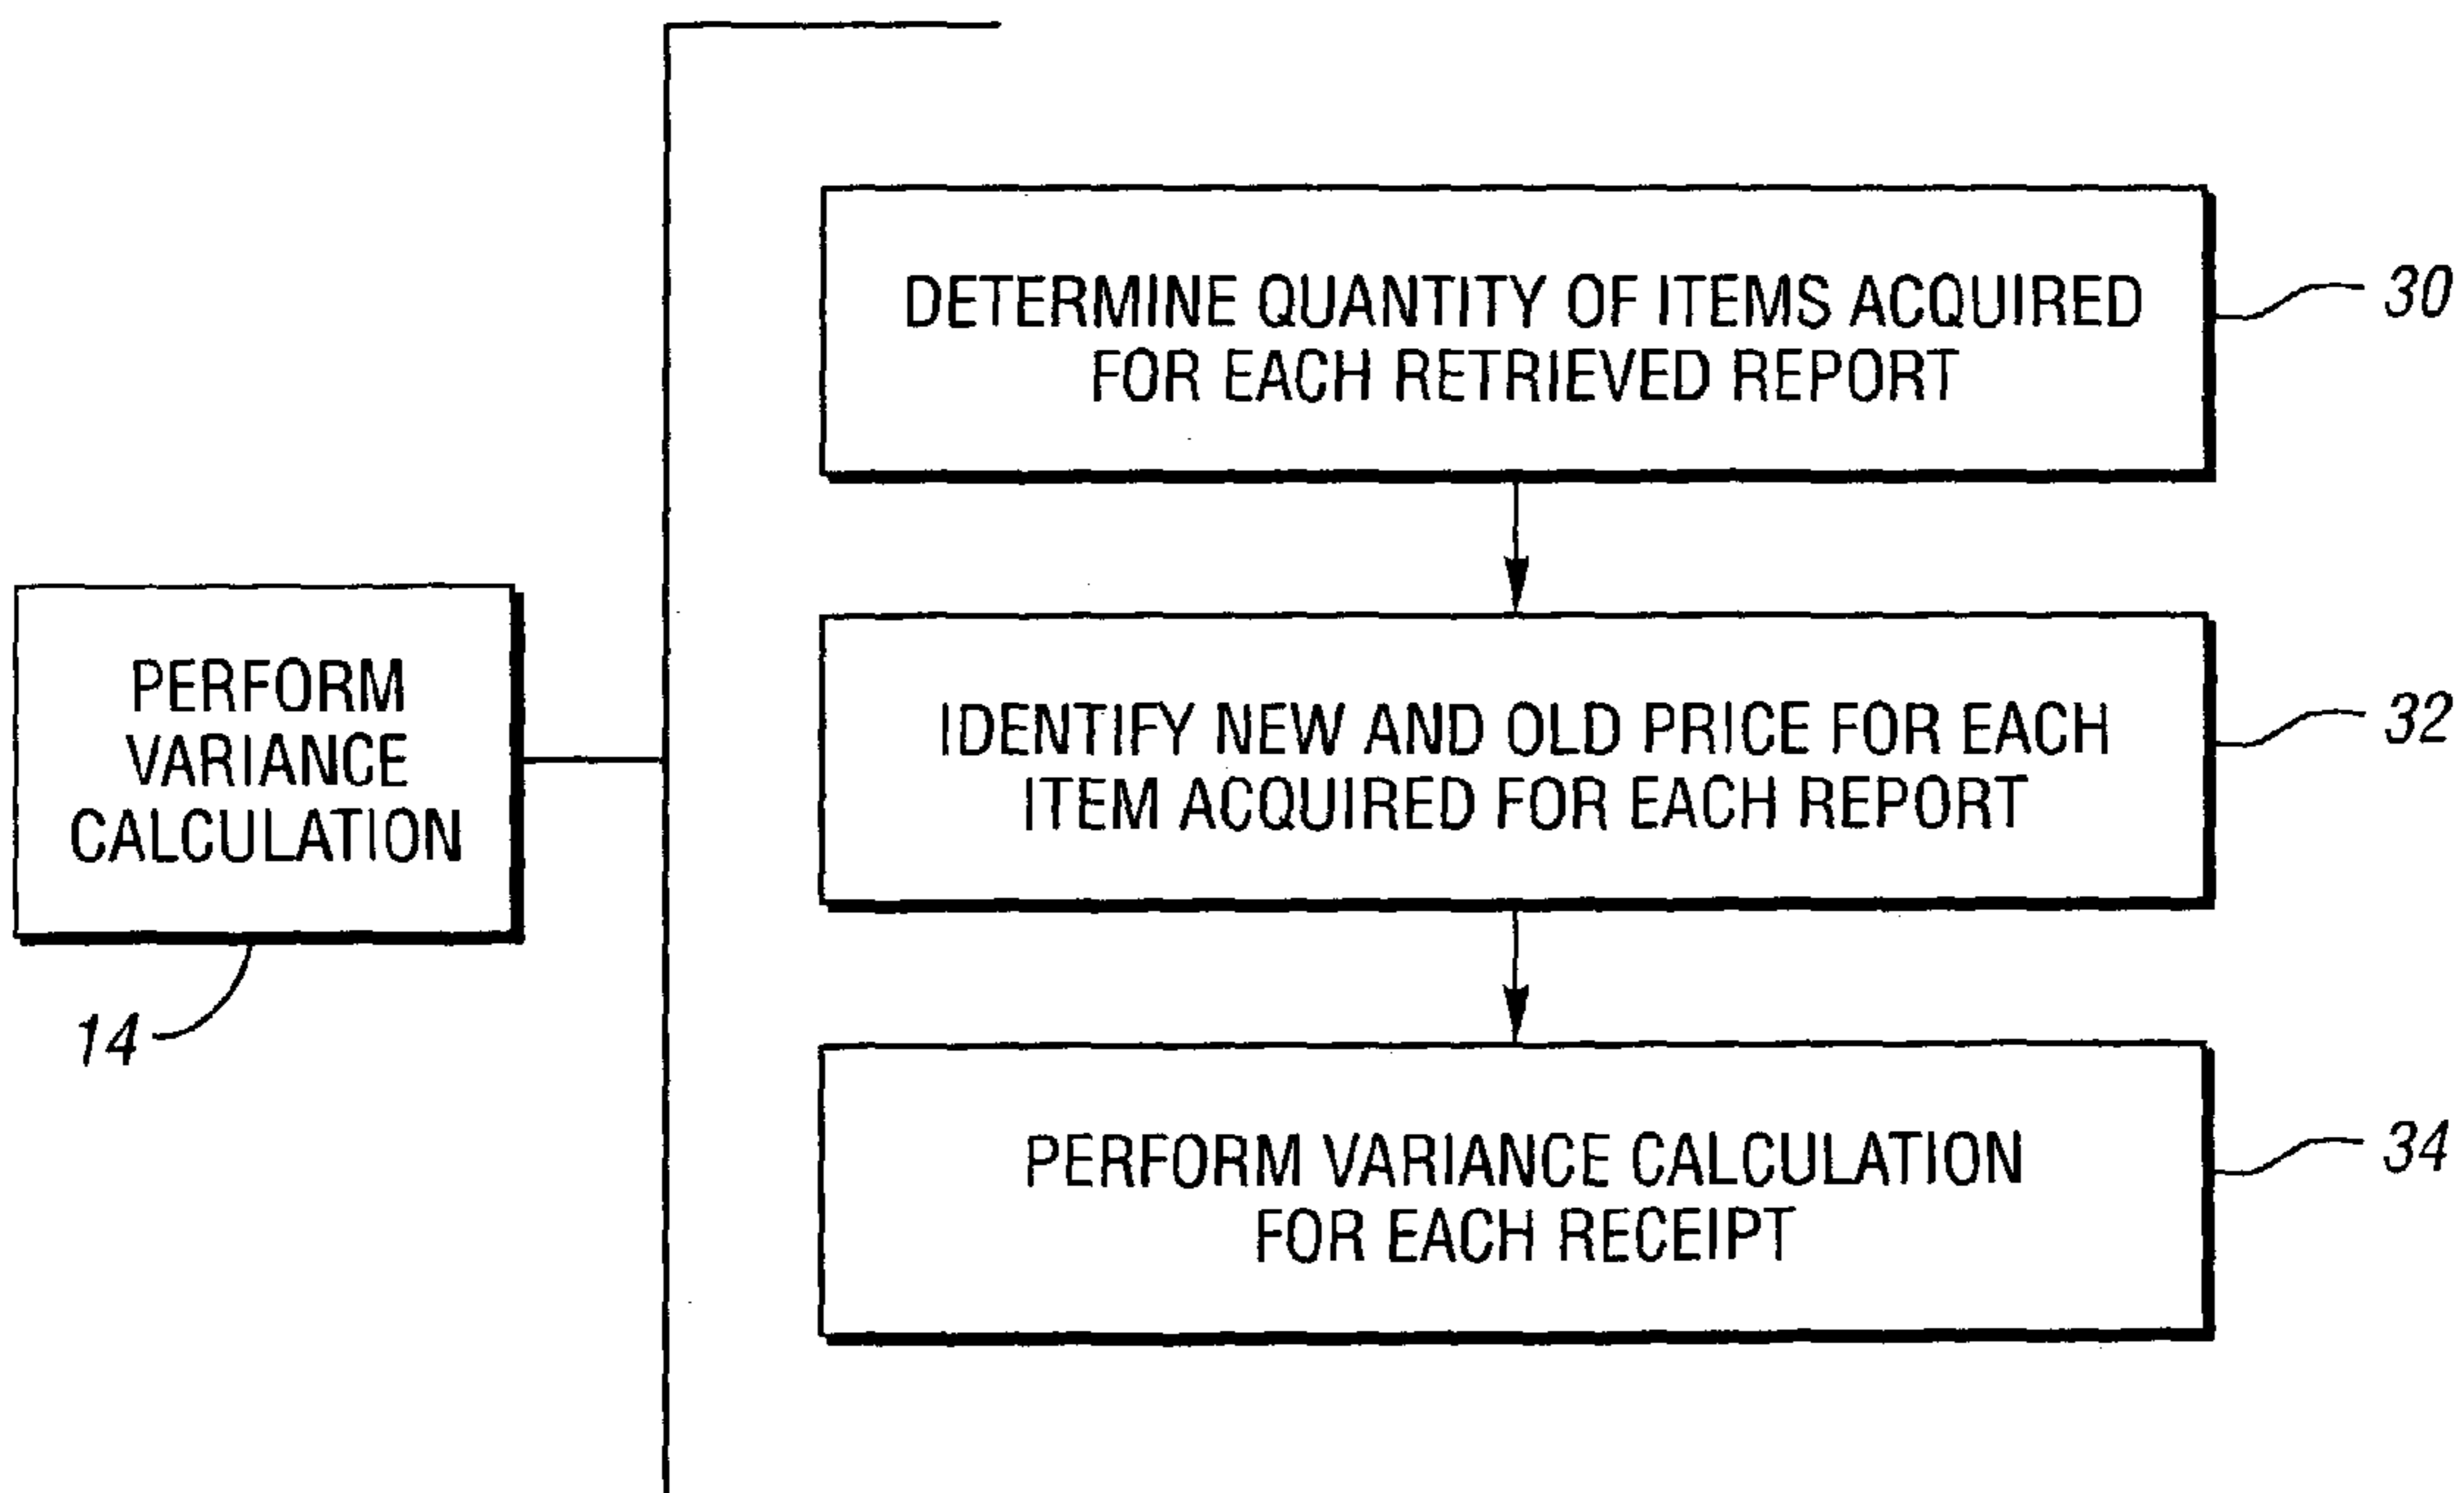 DETERMINE QUANTITY OF ITEMS ACQUIRED
FOR EACH RETRIEVED REPORT
30
IDENTIFY NEW AND OLD PRICE FOR EACH
ITEM ACQUIRED FOR EACH REPORT
32
PERFORM
VARIANCE
CALCULATION
14
PERFORM VARIANCE CALCULATION
FOR EACH RECEIPT
34